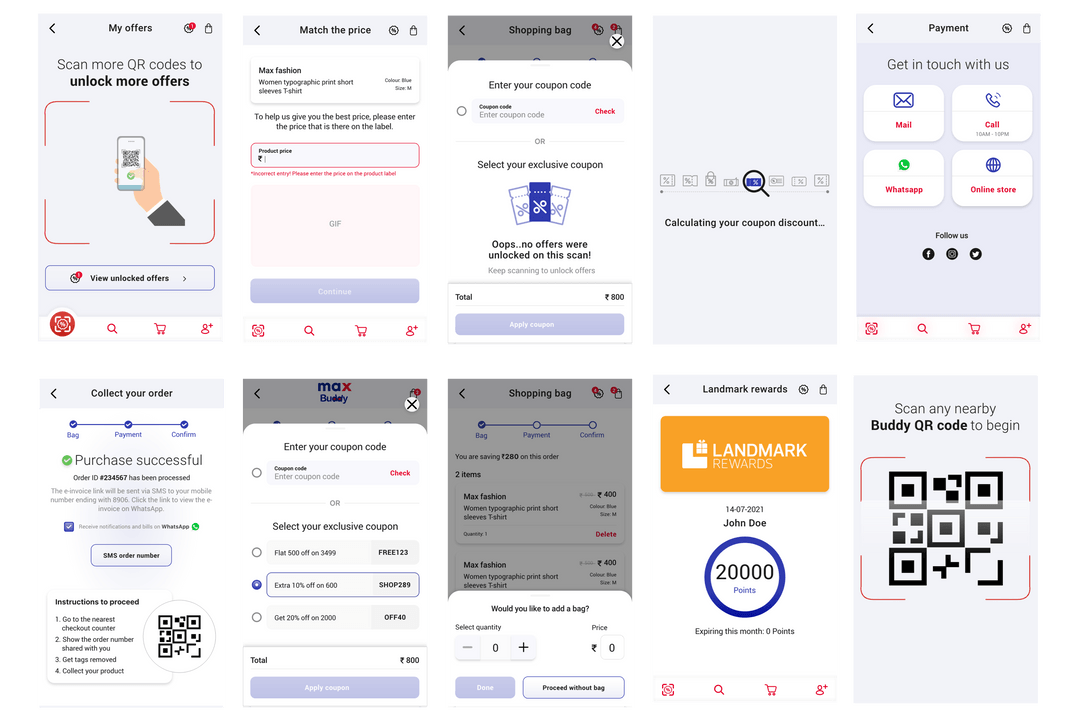 My offers
1
Scan more QR codes to
unlock more offers
1
View unlocked offers
Match the price
Max fashion
Women typographic print short
sleeves T-shirt
Colour: Blue
Size: M
To help us give you the best price, please enter
the price that is there on the label.
Product price
₹ |
*Incorrect entry! Please enter the price on the product label
GIF
Continue
Shopping bag
Enter your coupon code
Coupon code
Enter coupon code
Check
OR
Select your exclusive coupon
Oops..no offers were
unlocked on this scan!
Keep scanning to unlock offers
Total
₹ 800
Apply coupon
Calculating your coupon discount...
Payment
Get in touch with us
Mail
Call
10AM - 10PM
Whatsapp
Online store
Follow us
Collect your order
Bag
Payment
Confirm
Purchase successful
Order ID #234567 has been processed
The e-invoice link will be sent via SMS to your mobile
number ending with 8906. Click the link to view the e-
invoice on WhatsApp.
Receive notifications and bills on WhatsApp
SMS order number
Instructions to proceed
1. Go to the nearest
checkout counter
2. Show the order number
shared with you
3. Get tags removed
4. Collect your product
max
Buddy
Enter your coupon code
Coupon code
Enter coupon code
Check
OR
Select your exclusive coupon
Flat 500 off on 3499
FREE123
Extra 10% off on 600
SHOP289
Get 20% off on 2000
OFF40
Total
₹ 800
Apply coupon
Shopping bag
Bag
Payment
Confirm
You are saving ₹280 on this order
2 items
Max fashion
₹ 400
Women typographic print short
sleeves T-shirt
Colour: Blue
Size: M
Quantity: 1
Delete
Max fashion
₹ 400
Women typographic print short
sleeves T-shirt
Colour: Blue
Size: M
Would you like to add a bag?
Select quantity
Price
0
₹ 0
Done
Proceed without bag
Landmark rewards
LANDMARK
REWARDS
14-07-2021
John Doe
20000
Points
Expiring this month: 0 Points
Scan any nearby
Buddy QR code to begin